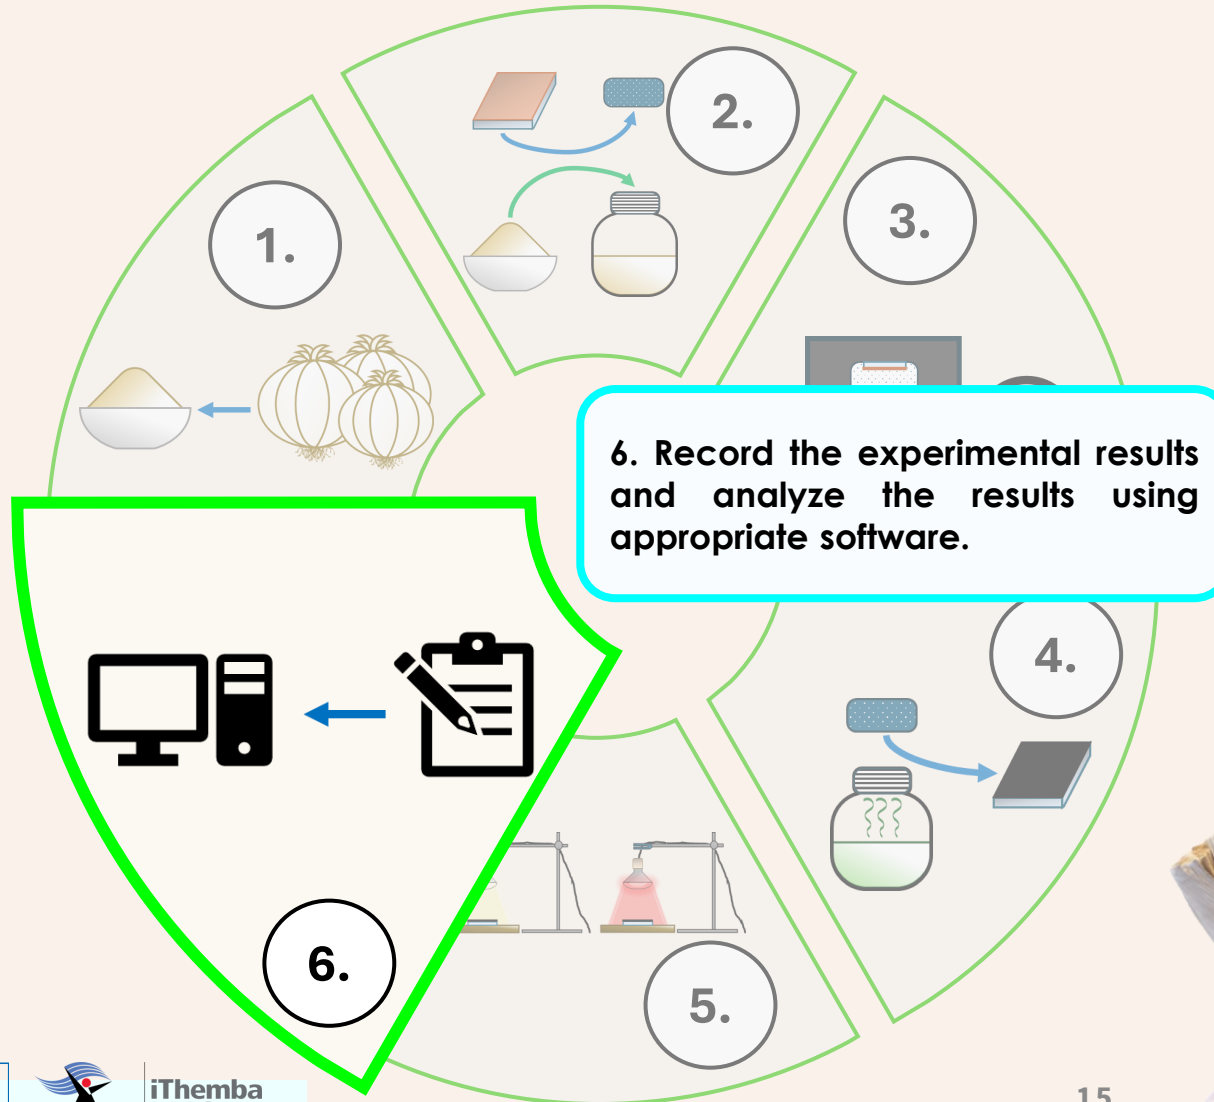 2.
3.
1.
6. Record the experimental results
and analyze the results using
appropriate software.
4.
6.
5.
iThemba
15